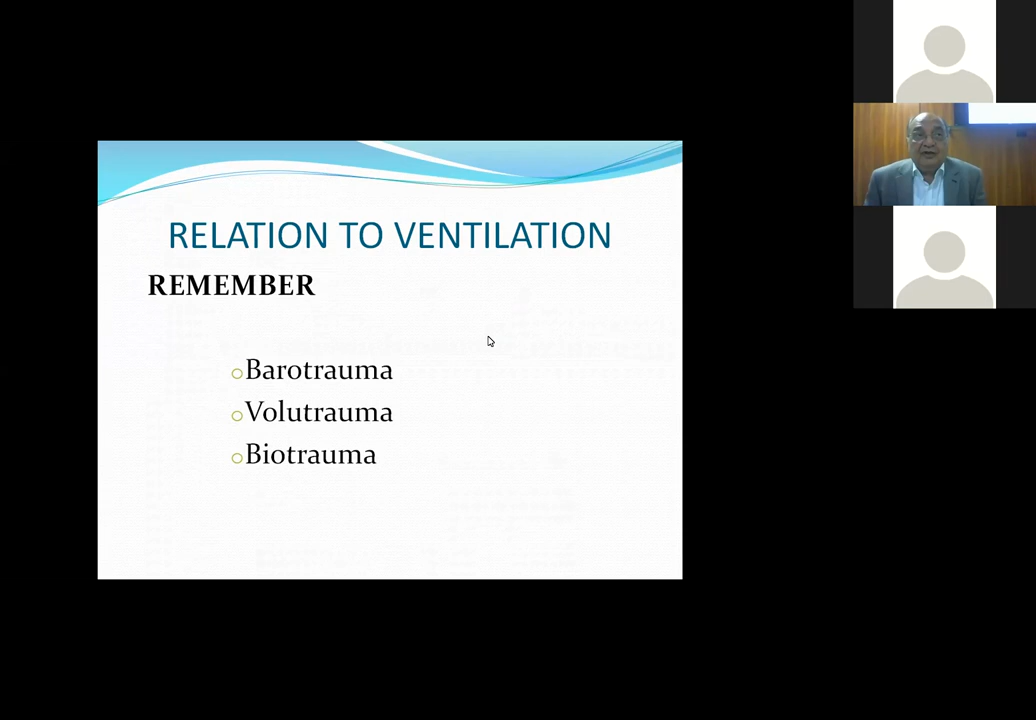 RELATION TO VENTILATION
REMEMBER
Barotrauma
Volutrauma
Biotrauma